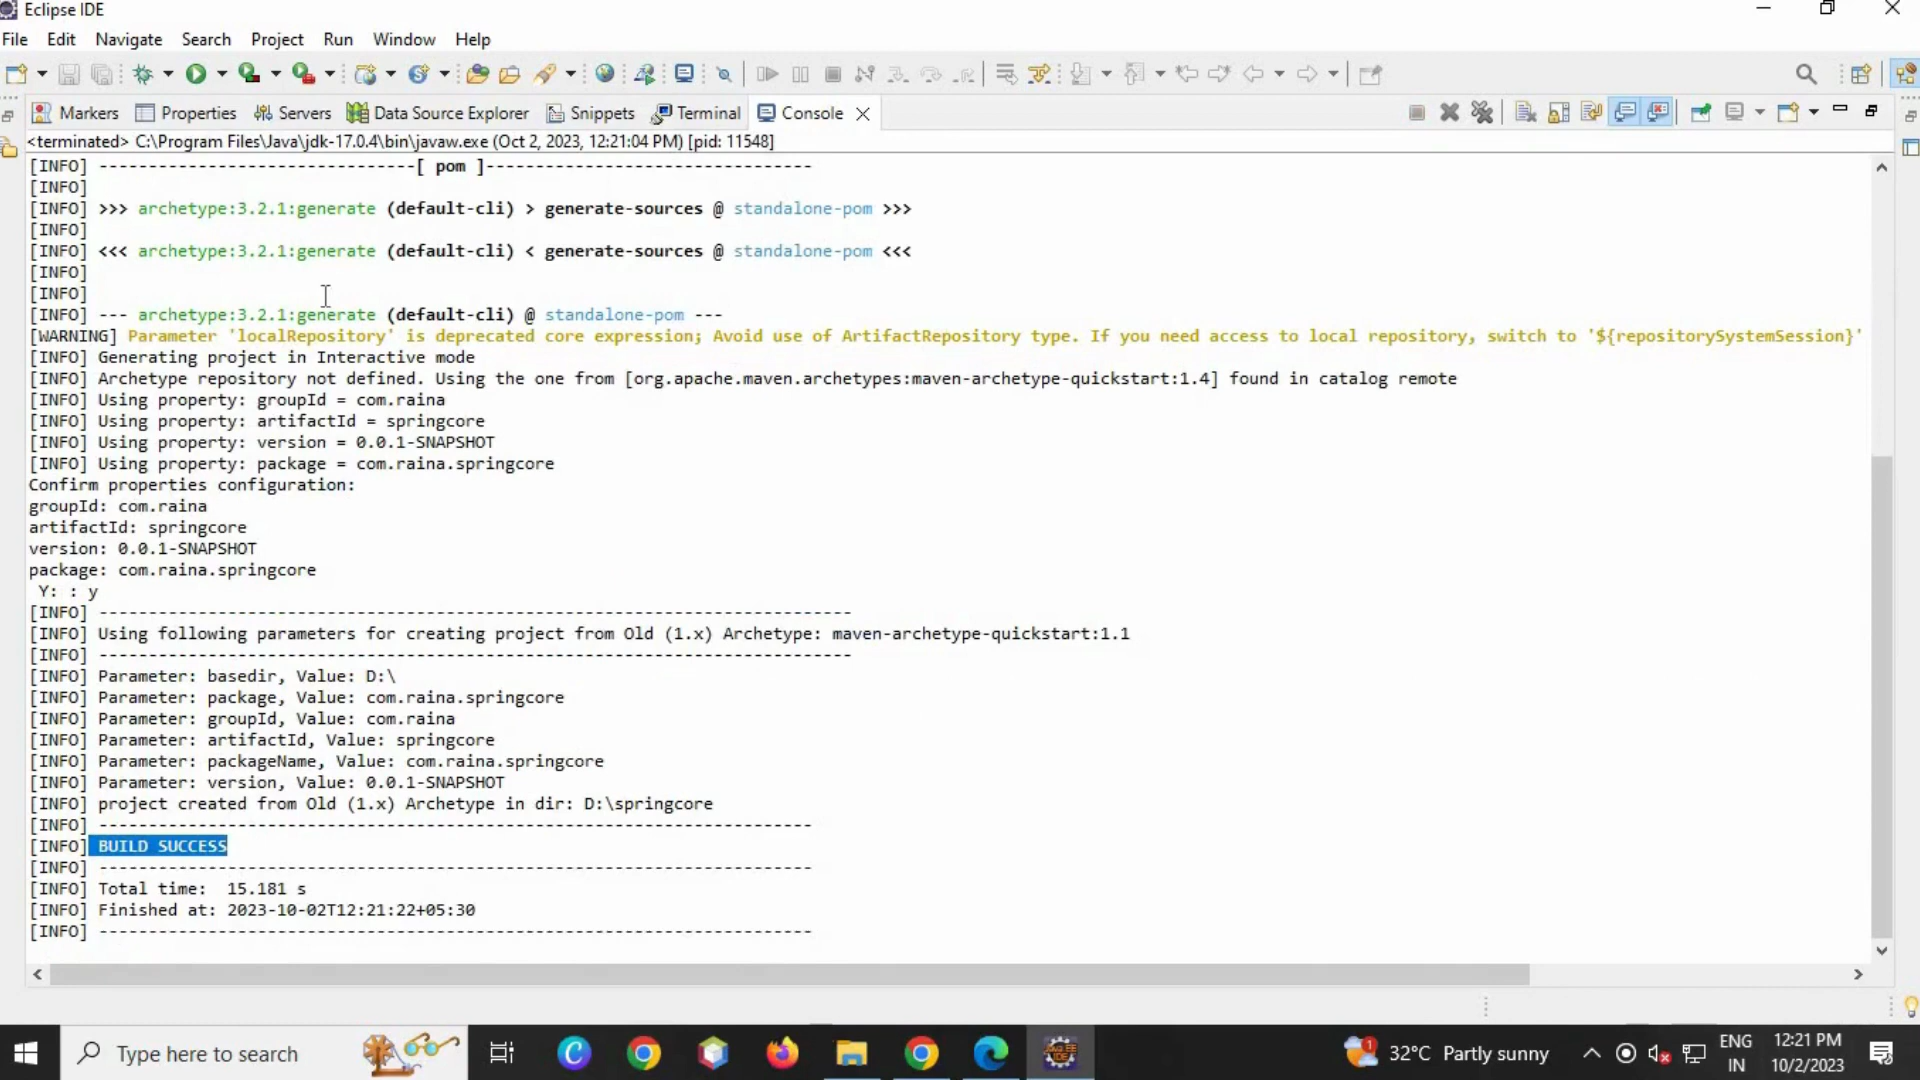 Eclipse IDE
File Edit Navigate Search Project Run Window Help
Markers Properties Servers Data Source Explorer Snippets Terminal Console
<terminated> C:\Program Files\Java\jdk-17.0.4\bin\javaw.exe (Oct 2, 2023, 12:21:04 PM) [pid: 11548]
[INFO] --------------------------------[ pom ]---------------------------------
[INFO]
[INFO] >>> archetype:3.2.1:generate (default-cli) > generate-sources @ standalone-pom >>>
[INFO]
[INFO] <<< archetype:3.2.1:generate (default-cli) < generate-sources @ standalone-pom <<<
[INFO]
[INFO]
[INFO] --- archetype:3.2.1:generate (default-cli) @ standalone-pom ---
[WARNING] Parameter 'localRepository' is deprecated core expression; Avoid use of ArtifactRepository type. If you need access to local repository, switch to '${repositorySystemSession}'
[INFO] Generating project in Interactive mode
[INFO] Archetype repository not defined. Using the one from [org.apache.maven.archetypes:maven-archetype-quickstart:1.4] found in catalog remote
[INFO] Using property: groupId = com.raina
[INFO] Using property: artifactId = springcore
[INFO] Using property: version = 0.0.1-SNAPSHOT
[INFO] Using property: package = com.raina.springcore
Confirm properties configuration:
groupId: com.raina
artifactId: springcore
version: 0.0.1-SNAPSHOT
package: com.raina.springcore
Y: : y
[INFO] ----------------------------------------------------------------------------
[INFO] Using following parameters for creating project from Old (1.x) Archetype: maven-archetype-quickstart:1.1
[INFO] ----------------------------------------------------------------------------
[INFO] Parameter: basedir, Value: D:\
[INFO] Parameter: package, Value: com.raina.springcore
[INFO] Parameter: groupId, Value: com.raina
[INFO] Parameter: artifactId, Value: springcore
[INFO] Parameter: packageName, Value: com.raina.springcore
[INFO] Parameter: version, Value: 0.0.1-SNAPSHOT
[INFO] project created from Old (1.x) Archetype in dir: D:\springcore
[INFO] ------------------------------------------------------------------------
[INFO] BUILD SUCCESS
[INFO] ------------------------------------------------------------------------
[INFO] Total time:  15.181 s
[INFO] Finished at: 2023-10-02T12:21:22+05:30
[INFO] ------------------------------------------------------------------------
Type here to search
32°C Partly sunny
ENG
IN
12:21 PM
10/2/2023